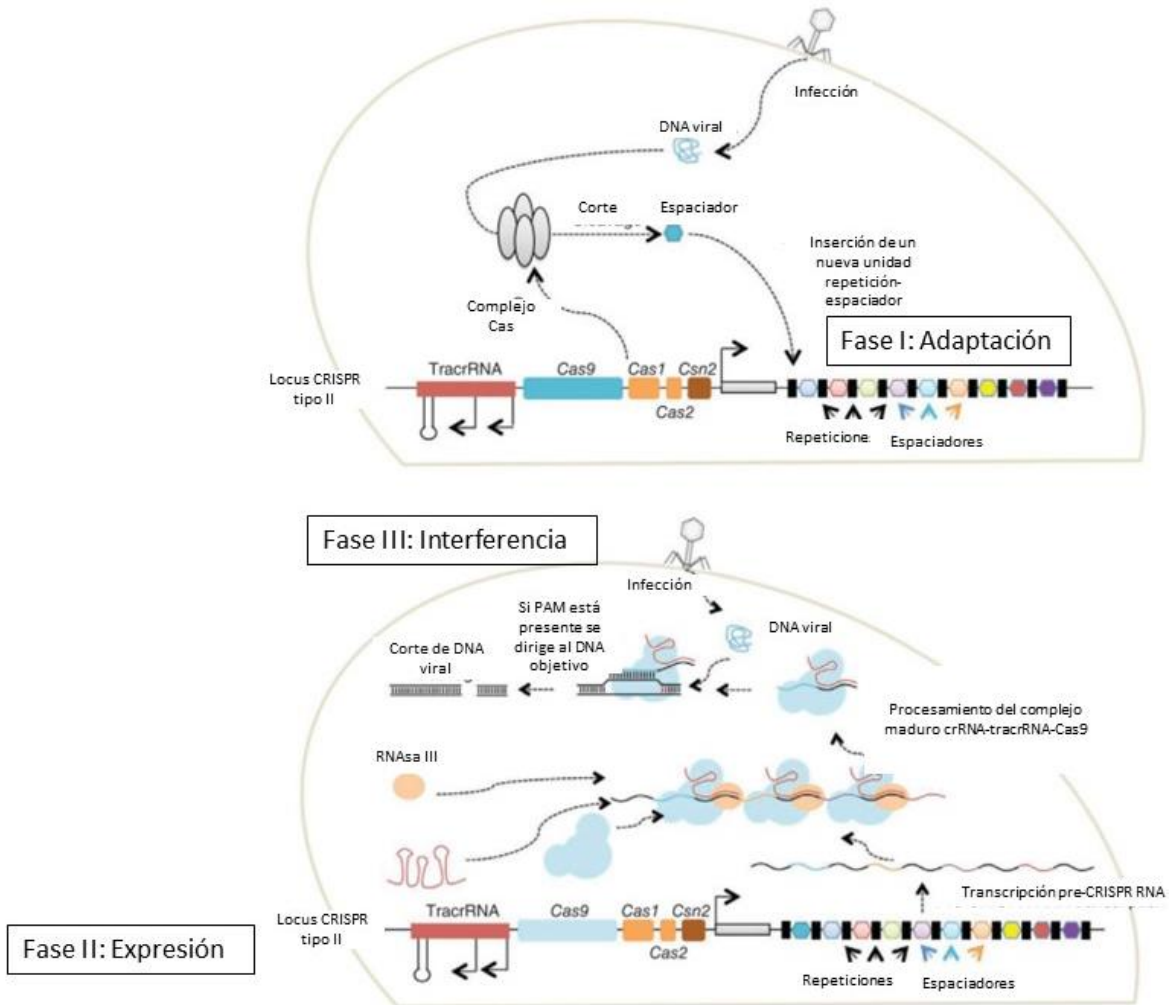 Infección
DNA viral
Corte
Espaciador
Inserción de un
nueva unidad
repetición-
espaciador
Complejo
Cas
Fase I: Adaptación
Locus CRISPR
tipo II
TracrRNA
Cas9
Cas1
Csn2
Cas2
Repeticione
Espaciadores
Fase III: Interferencia
Infección
Si PAM está
presente se
dirige al DNA
objetivo
DNA viral
Corte de DNA
viral
Procesamiento del complejo
maduro crRNA-tracrRNA-Cas9
RNAsa III
Transcripción pre-CRISPR RNA
Locus CRISPR
tipo II
TracrRNA
Cas9
Cas1
Csn2
Cas2
Fase II: Expresión
Repeticiones
Espaciadores